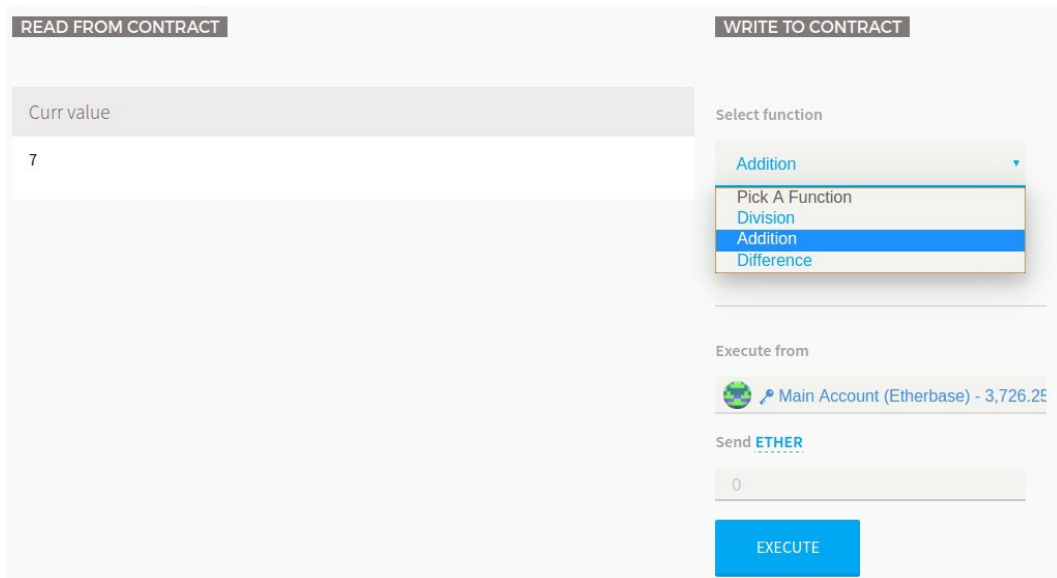 READ FROM CONTRACT
Curr value
7
WRITE TO CONTRACT
Select function
Addition
Pick A Function
Division
Addition
Difference
Execute from
Main Account (Etherbase) - 3,726.25
Send ETHER
0
EXECUTE